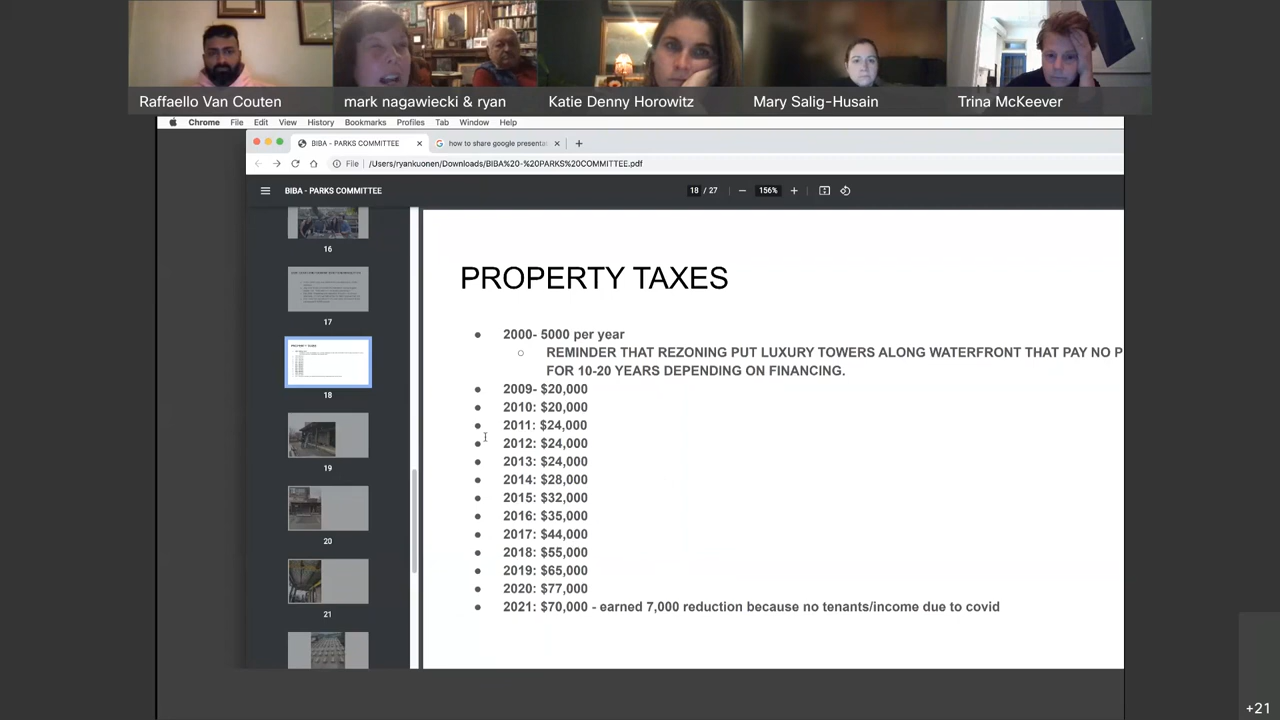 Raffaello Van Couten
mark nagawiecki & ryan
Katie Denny Horowitz
Mary Salig-Husain
Trina McKeever
Chrome File Edit View History Bookmarks Profiles Tab Window Help
BIBA - PARKS COMMITTEE
how to share google presentat
File /Users/ryankuonen/Downloads/BIBA%20-%20PARKS%20COMMITTEE.pdf
BIBA - PARKS COMMITTEE
18 / 27
156%
16
17
18
19
20
21
PROPERTY TAXES
2000- 5000 per year
REMINDER THAT REZONING PUT LUXURY TOWERS ALONG WATERFRONT THAT PAY NO P
FOR 10-20 YEARS DEPENDING ON FINANCING.
2009- $20,000
2010: $20,000
2011: $24,000
2012: $24,000
2013: $24,000
2014: $28,000
2015: $32,000
2016: $35,000
2017: $44,000
2018: $55,000
2019: $65,000
2020: $77,000
2021: $70,000 - earned 7,000 reduction because no tenants/income due to covid
+21